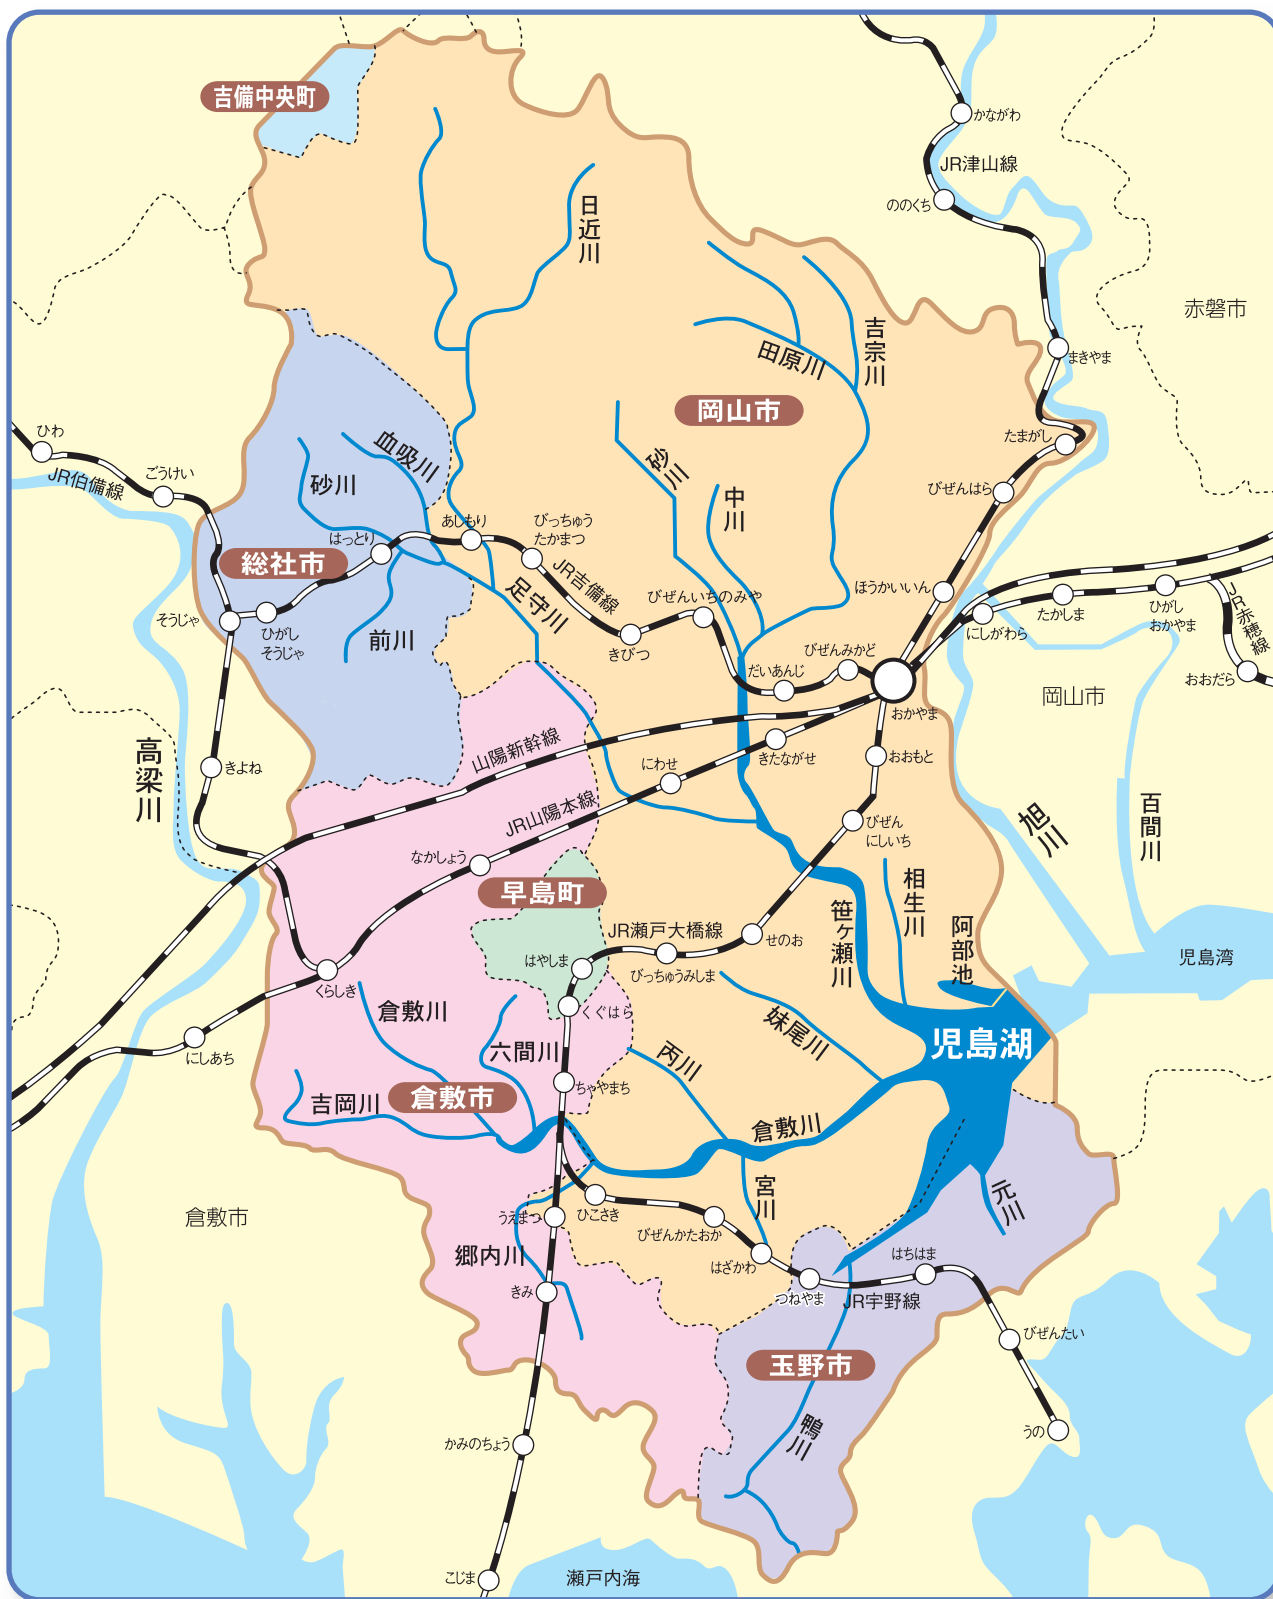 吉備中央町
かながわ
JR津山線
ののくち
日近川
赤磐市
吉宗川
田原川
まきやま
岡山市
たまがし
ひわ
JR伯備線
ごうけい
血吸川
砂川
砂川
中川
びぜんはら
はっとり
あしもり
びっちゅう
たかまつ
総社市
JR吉備線
足守川
びぜんいちのみや
ほうかいいん
たかしま
ひがし
おかやま
JR赤穂線
そうじゃ
ひがし
そうじゃ
前川
きびつ
にしがわら
びぜんみかど
だいあんじ
おおだら
岡山市
おかやま
高梁川
きよね
山陽新幹線
にわせ
きたながせ
おおもと
JR山陽本線
びぜん
にしいち
旭川
百間川
なかしょう
早島町
相生川
笹ヶ瀬川
阿部池
JR瀬戸大橋線
せのお
はやしま
びっちゅうみしま
児島湾
くらしき
倉敷川
くぐはら
妹尾川
児島湖
にしあち
六間川
丙川
ちゃやまち
倉敷市
吉岡川
倉敷川
宮川
元川
倉敷市
うえまつ
ひこさき
びぜんかたおか
郷内川
はざかわ
はちはま
きみ
つねやま
JR宇野線
びぜんたい
玉野市
鴨川
うの
かみのちょう
こじま
瀬戸内海